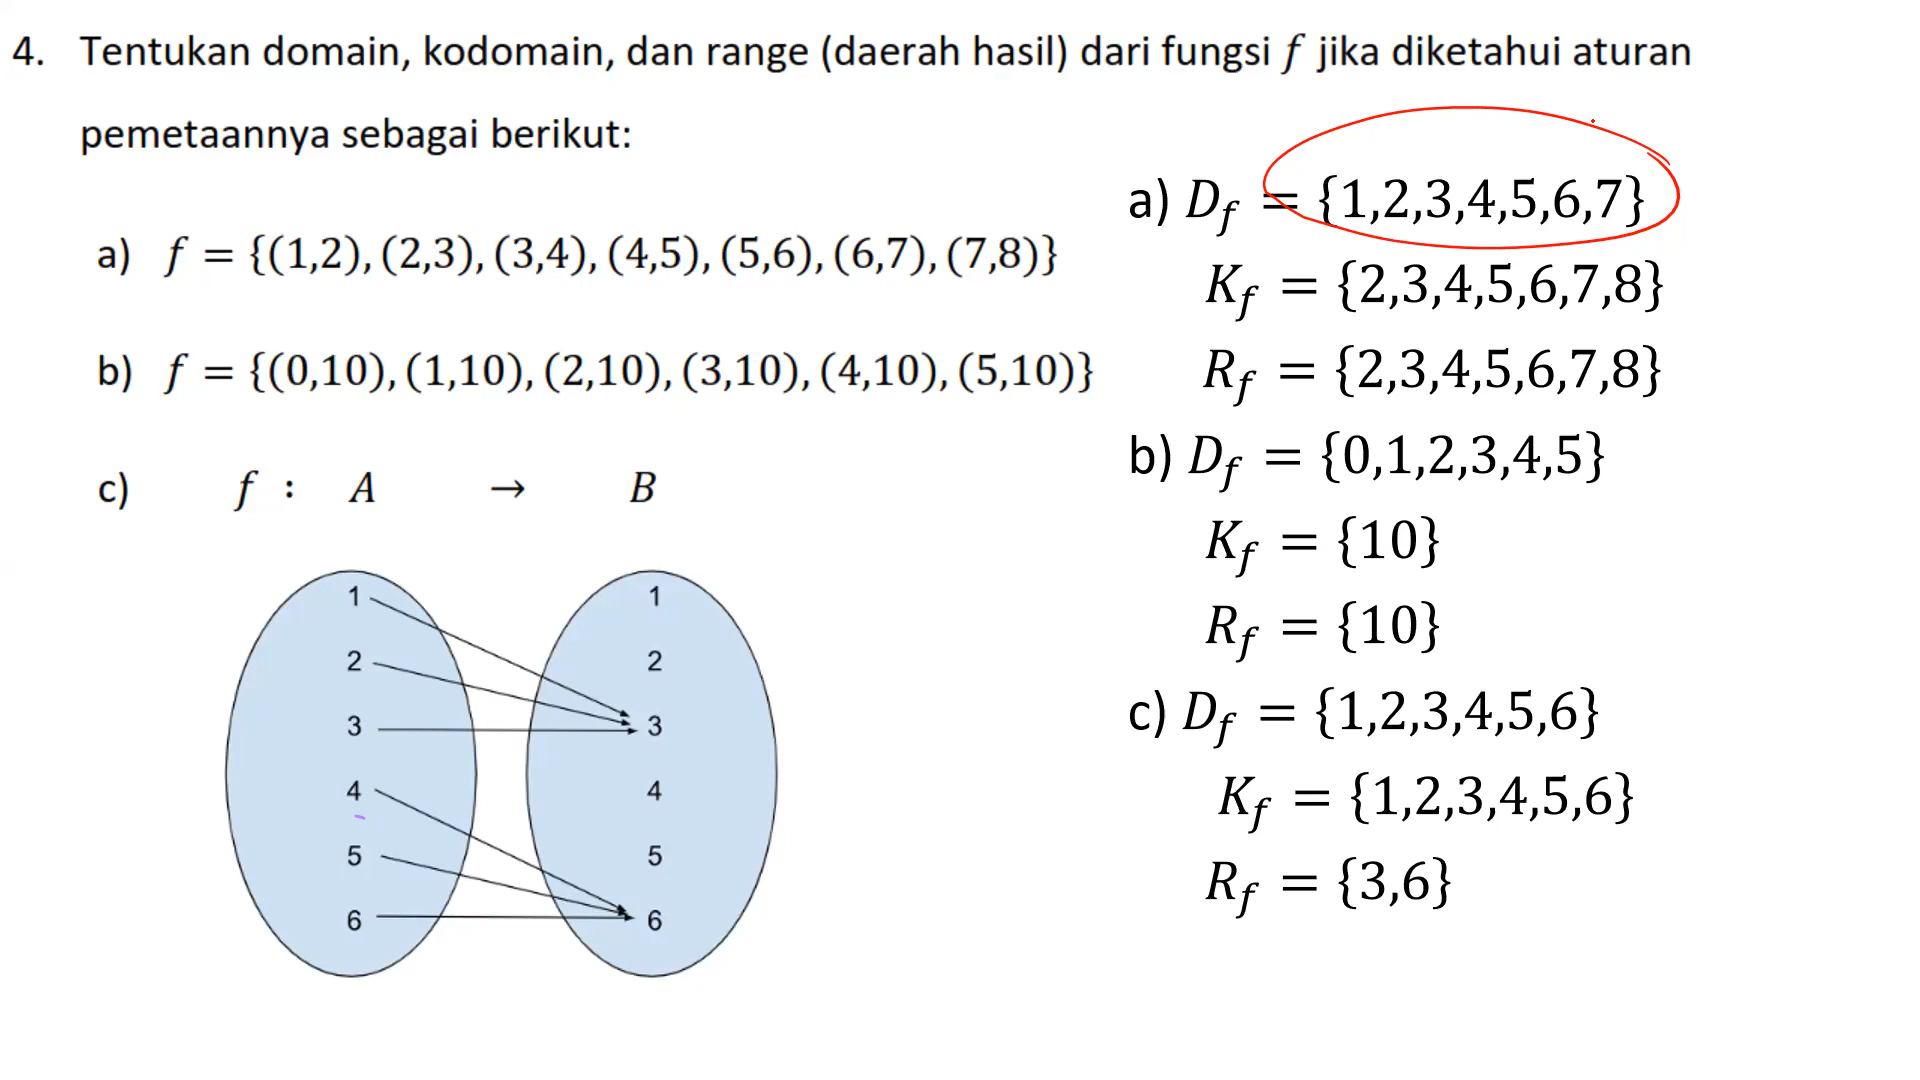 4. Tentukan domain, kodomain, dan range (daerah hasil) dari fungsi f jika diketahui aturan
pemetaannya sebagai berikut:
a) f = {(1,2), (2,3), (3,4), (4,5), (5,6), (6,7), (7,8)}
b) f = {(0,10), (1,10), (2,10), (3,10), (4,10), (5,10)}
c) f : A → B
1 1
2 2
3 3
4 4
5 5
6 6
a) D_f = {1,2,3,4,5,6,7}
K_f = {2,3,4,5,6,7,8}
R_f = {2,3,4,5,6,7,8}
b) D_f = {0,1,2,3,4,5}
K_f = {10}
R_f = {10}
c) D_f = {1,2,3,4,5,6}
K_f = {1,2,3,4,5,6}
R_f = {3,6}